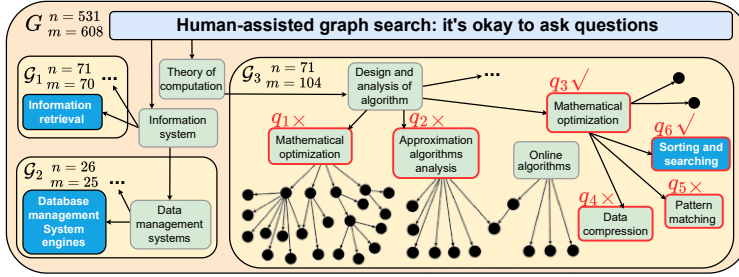 G n = 531
m = 608
Human-assisted graph search: it's okay to ask questions
𝒢1 n = 71
m = 70
...
Information
retrieval
Theory of
computation
Information
system
𝒢2 n = 26
m = 25
...
Database
management
System
engines
Data
management
systems
𝒢3 n = 71
m = 104
Design and
analysis of
algorithm
...
q3 √
Mathematical
optimization
q1 ×
Mathematical
optimization
q2 ×
Approximation
algorithms
analysis
Online
algorithms
q6 √
Sorting and
searching
q4 ×
Data
compression
q5 ×
Pattern
matching